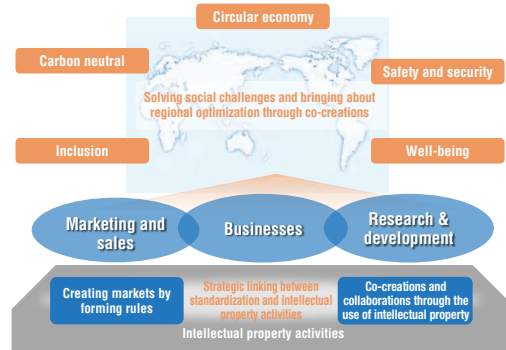 Circular economy
Carbon neutral
Safety and security
Solving social challenges and bringing about
regional optimization through co-creations
Inclusion
Well-being
Marketing and
sales
Businesses
Research &
development
Creating markets by
forming rules
Strategic linking between
standardization and intellectual
property activities
Co-creations and
collaborations through the
use of intellectual property
Intellectual property activities